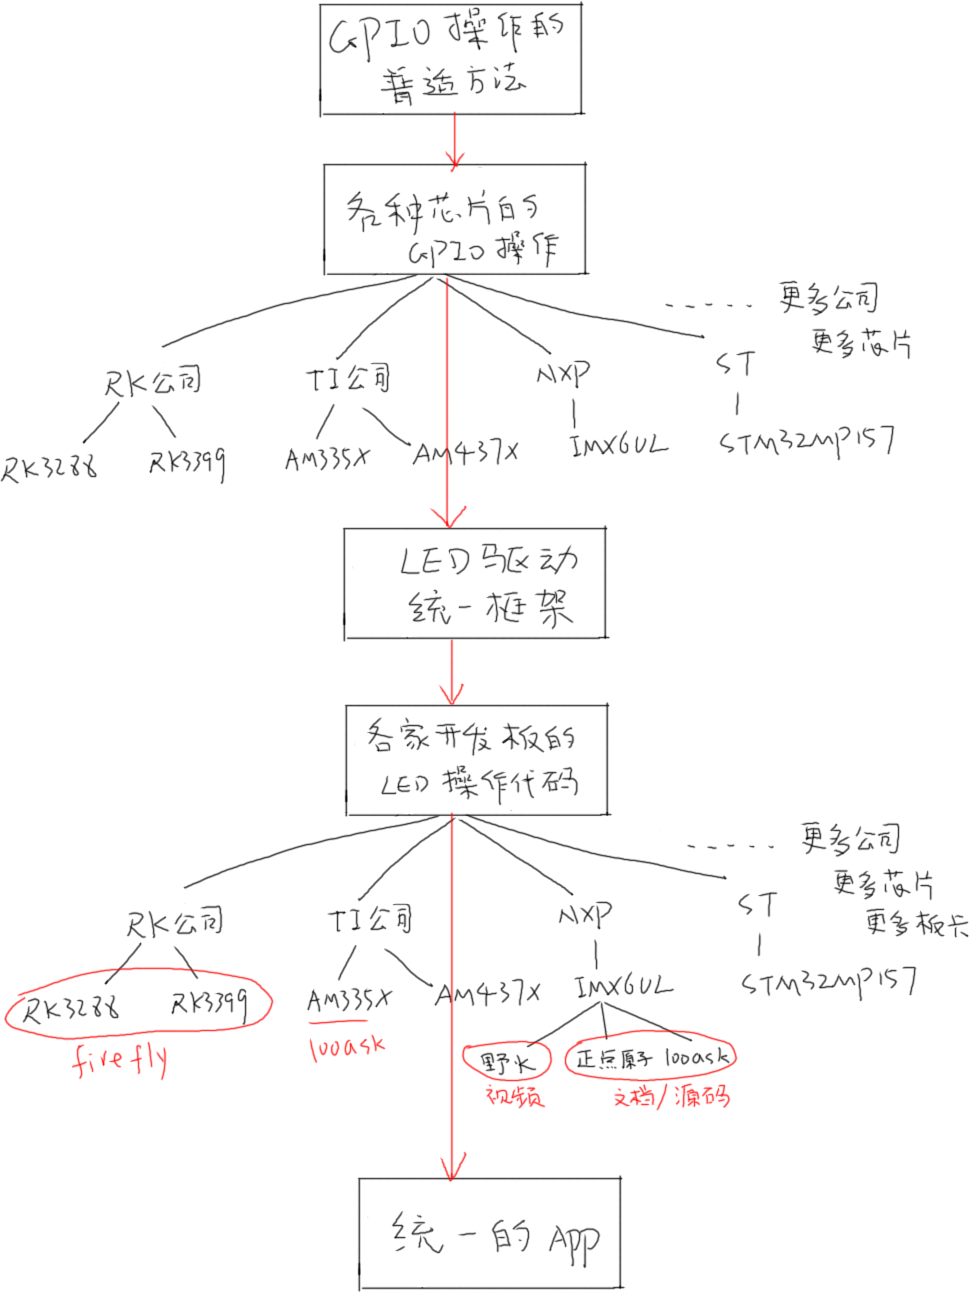 GPIO操作的
普适方法
各种芯片的
GPIO操作
----- 更多公司
更多芯片
RK公司
TI公司
NXP
ST
RK3288
RK3399
AM335X
AM437X
IMX6UL
STM32MP157
LED驱动
统一框架
各家开发板的
LED操作代码
----- 更多公司
更多芯片
更多板卡
RK公司
TI公司
NXP
ST
RK3288
RK3399
AM335X
AM437X
IMX6UL
STM32MP157
firefly
100ask
野火
正点原子 100ask
视频
文档/源码
统一的APP